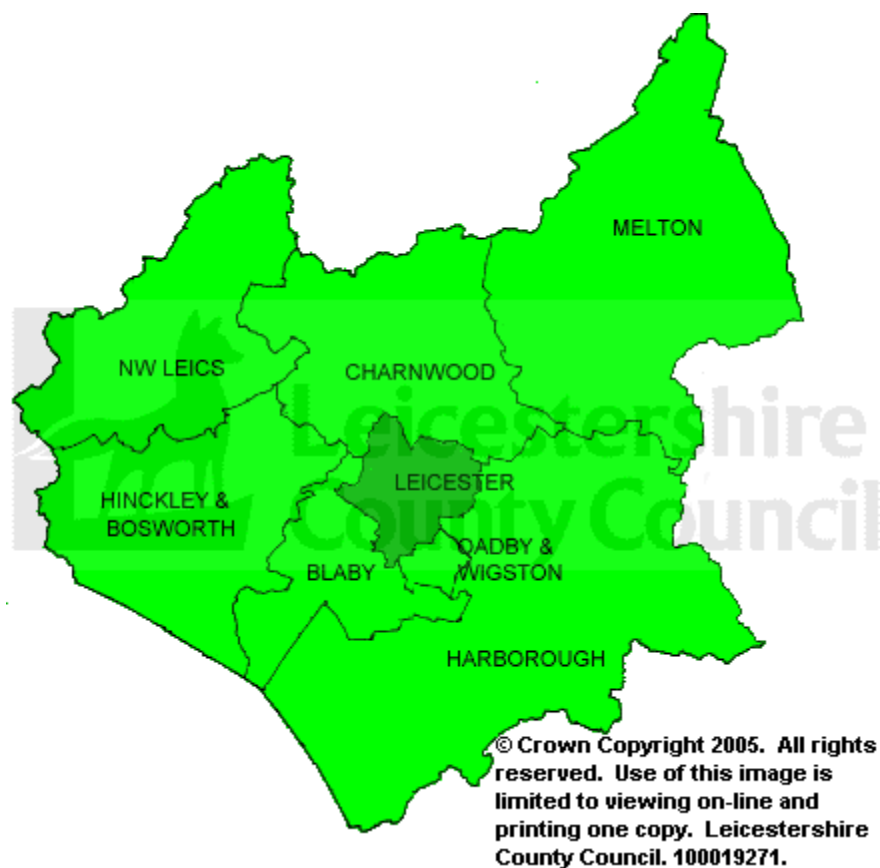 MELTON
NW LEICS
CHARNWOOD
Leicestershire
County Council
LEICESTER
HINCKLEY &
BOSWORTH
OADBY &
WIGSTON
BLABY
HARBOROUGH
© Crown Copyright 2005. All rights
reserved. Use of this image is
limited to viewing on-line and
printing one copy. Leicestershire
County Council. 100019271.